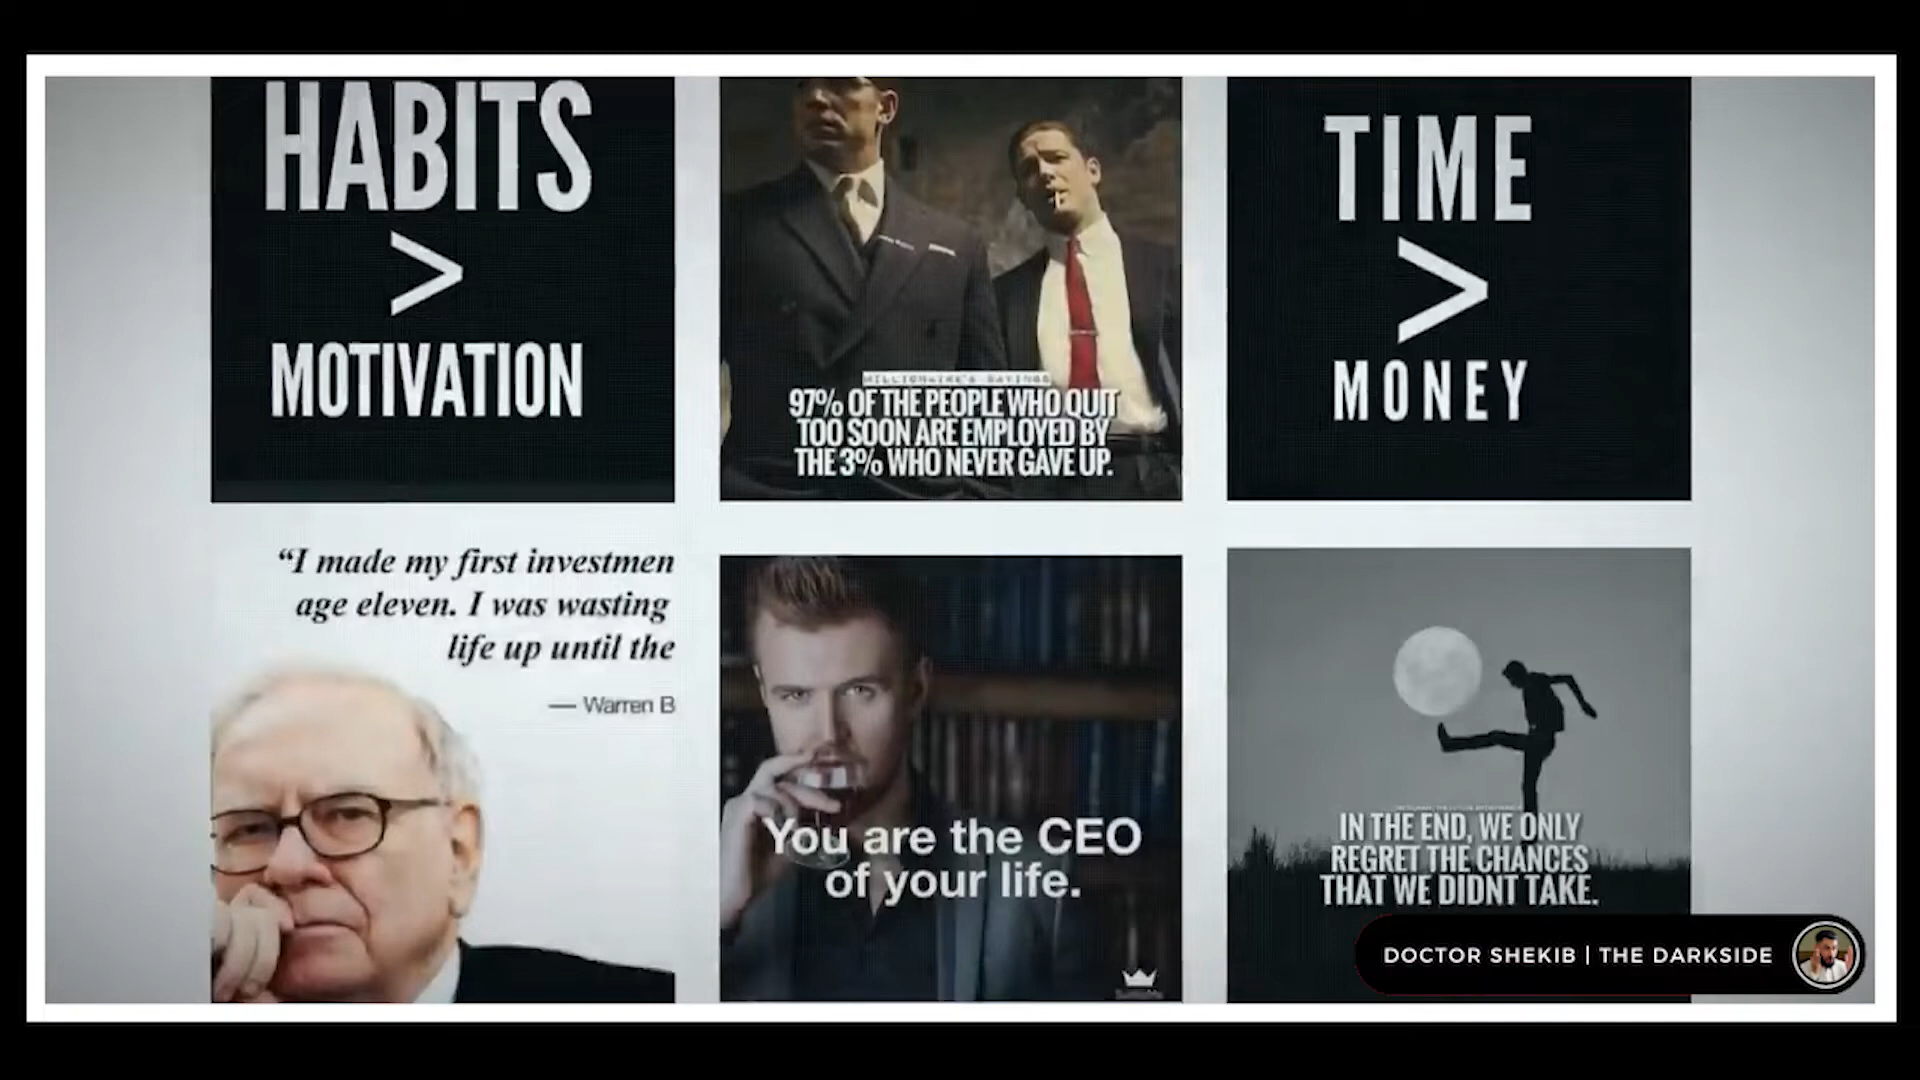 HABITS
>
MOTIVATION
MILLIONAIRE'S SAYINGS
97% OF THE PEOPLE WHO QUIT
TOO SOON ARE EMPLOYED BY
THE 3% WHO NEVER GAVE UP.
TIME
>
MONEY
“I made my first investmen
age eleven. I was wasting
life up until the
— Warren B
You are the CEO
of your life.
IN THE END, WE ONLY
REGRET THE CHANCES
THAT WE DIDNT TAKE.
DOCTOR SHEKIB | THE DARKSIDE